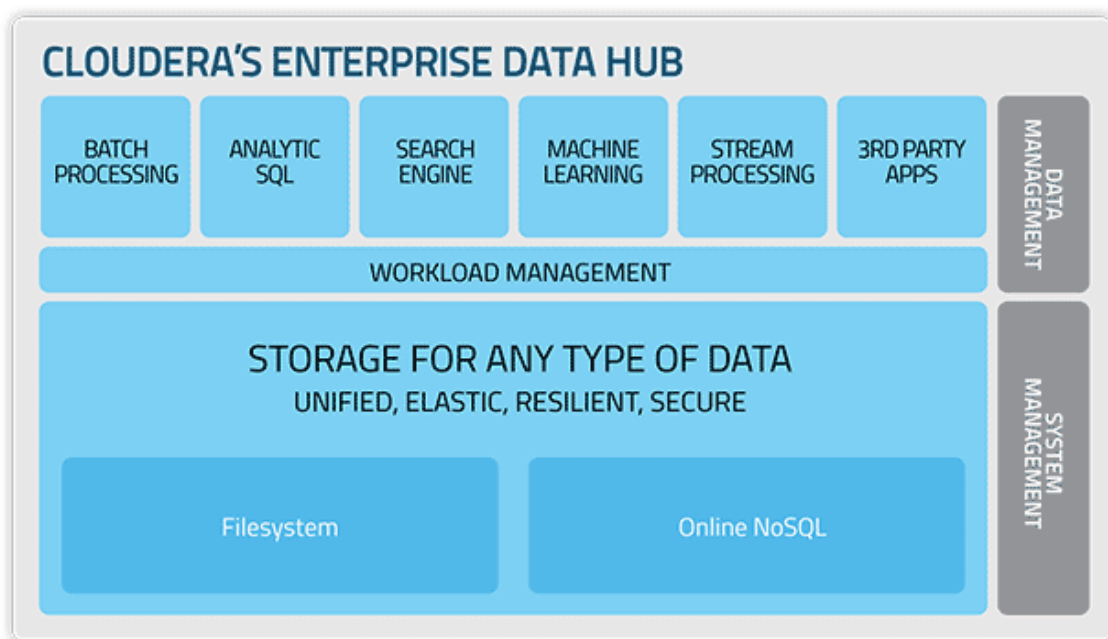 CLOUDERA'S ENTERPRISE DATA HUB
BATCH
PROCESSING
ANALYTIC
SQL
SEARCH
ENGINE
MACHINE
LEARNING
STREAM
PROCESSING
3RD PARTY
APPS
DATA
MANAGEMENT
WORKLOAD MANAGEMENT
STORAGE FOR ANY TYPE OF DATA
UNIFIED, ELASTIC, RESILIENT, SECURE
Filesystem
Online NoSQL
SYSTEM
MANAGEMENT